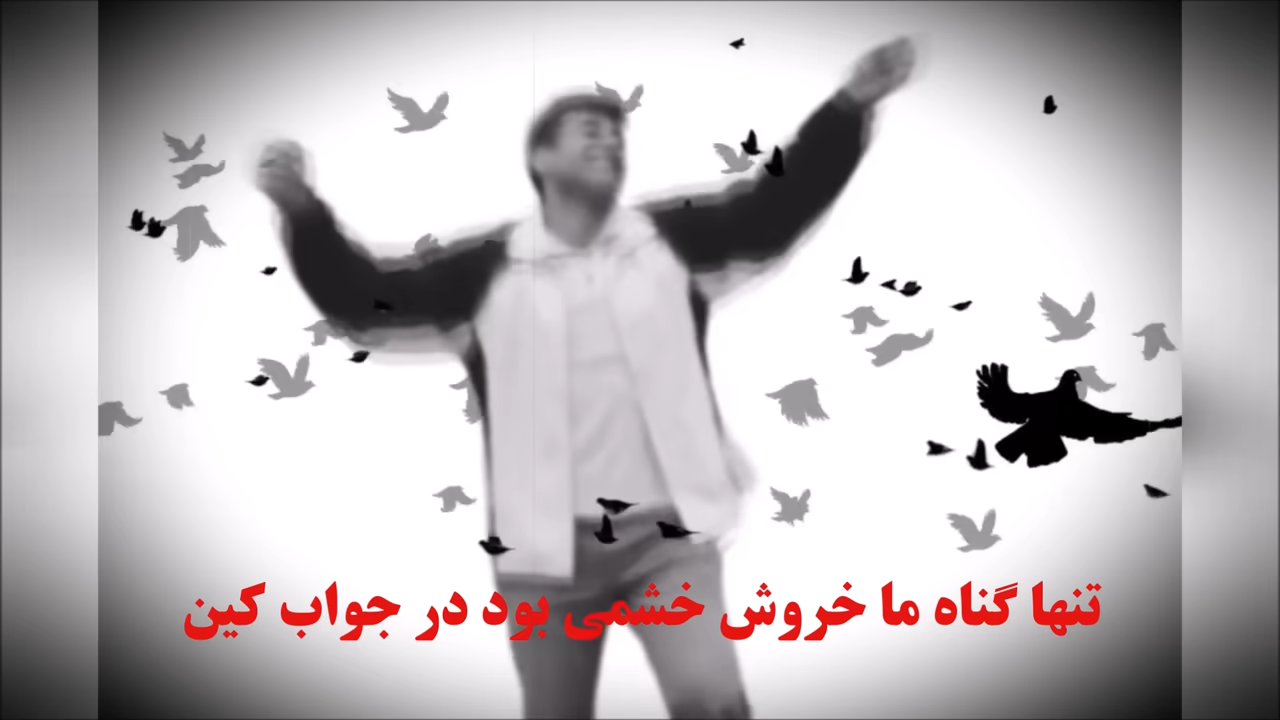 تنها گناه ما خروش خشمی بود در جواب کین